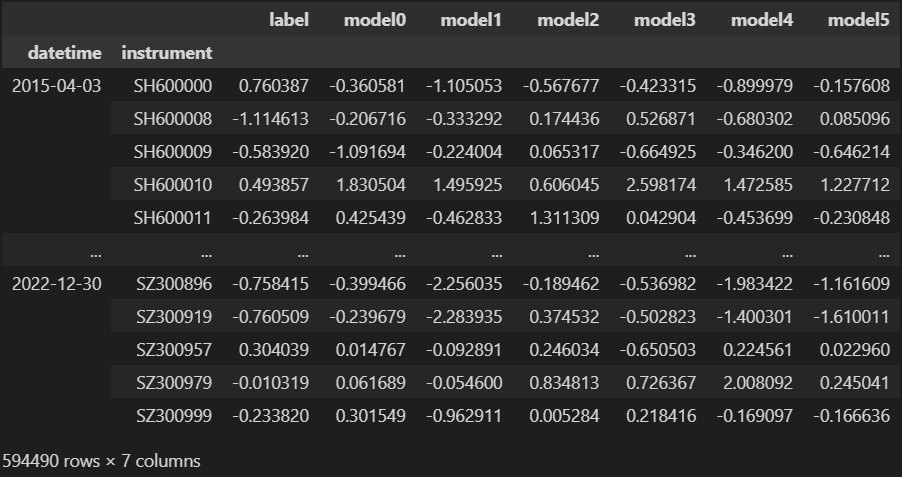 label model0 model1 model2 model3 model4 model5
datetime instrument
2015-04-03 SH600000 0.760387 -0.360581 -1.105053 -0.567677 -0.423315 -0.899979 -0.157608
SH600008 -1.114613 -0.206716 -0.333292 0.174436 0.526871 -0.680302 0.085096
SH600009 -0.583920 -1.091694 -0.224004 0.065317 -0.664925 -0.346200 -0.646214
SH600010 0.493857 1.830504 1.495925 0.606045 2.598174 1.472585 1.227712
SH600011 -0.263984 0.425439 -0.462833 1.311309 0.042904 -0.453699 -0.230848
... ... ... ... ... ... ... ... ...
2022-12-30 SZ300896 -0.758415 -0.399466 -2.256035 -0.189462 -0.536982 -1.983422 -1.161609
SZ300919 -0.760509 -0.239679 -2.283935 0.374532 -0.502823 -1.400301 -1.610011
SZ300957 0.304039 0.014767 -0.092891 0.246034 -0.650503 0.224561 0.022960
SZ300979 -0.010319 0.061689 -0.054600 0.834813 0.726367 2.008092 0.245041
SZ300999 -0.233820 0.301549 -0.962911 0.005284 0.218416 -0.169097 -0.166636
594490 rows × 7 columns